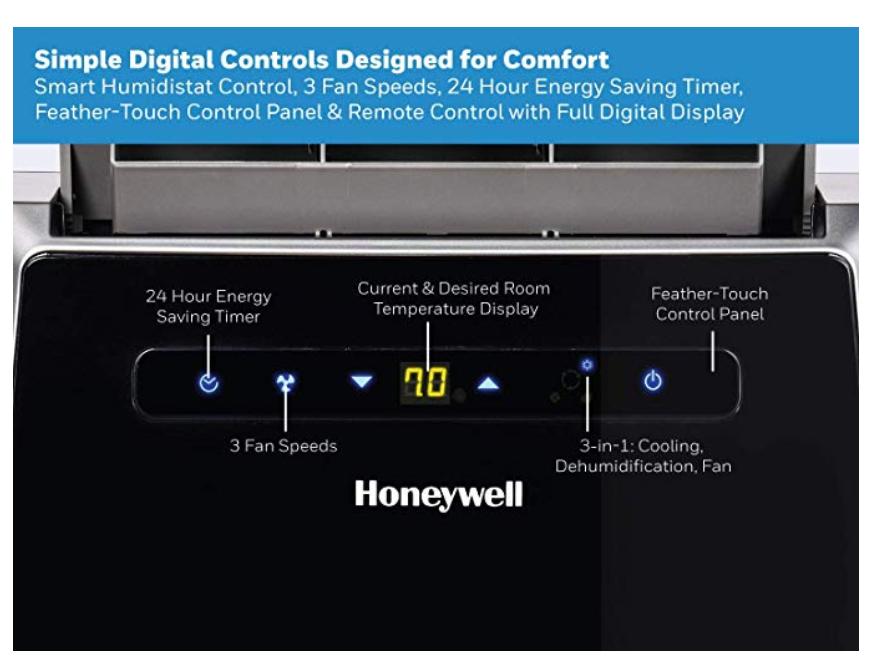 Simple Digital Controls Designed for Comfort
Smart Humidistat Control, 3 Fan Speeds, 24 Hour Energy Saving Timer,
Feather-Touch Control Panel & Remote Control with Full Digital Display
24 Hour Energy
Saving Timer
Current & Desired Room
Temperature Display
Feather-Touch
Control Panel
70
3 Fan Speeds
3-in-1: Cooling,
Dehumidification, Fan
Honeywell